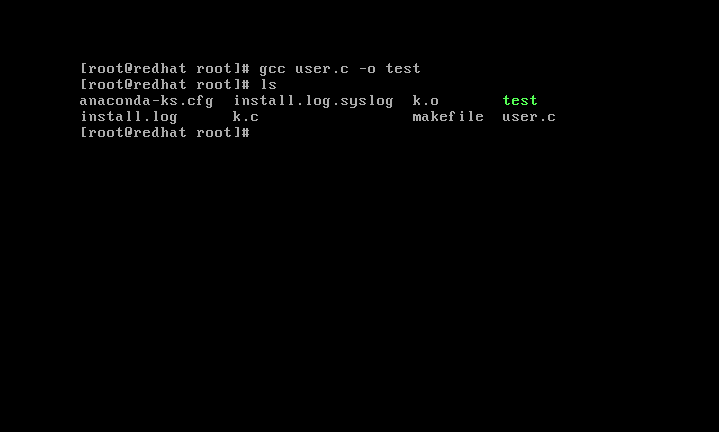 [root@redhat root]# gcc user.c -o test
[root@redhat root]# ls
anaconda-ks.cfg  install.log.syslog  k.o       test
install.log      k.c                 makefile  user.c
[root@redhat root]#